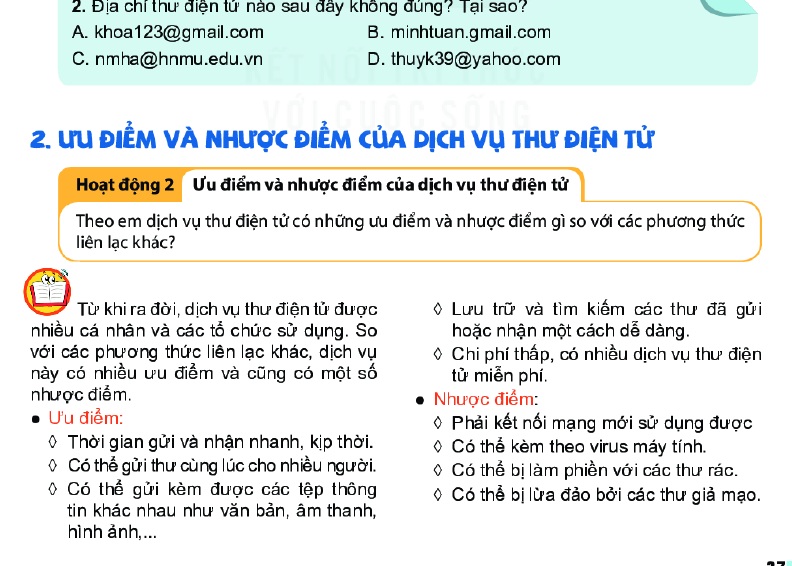 2. Địa chỉ thư điện tử nào sau đây không đúng? Tại sao?
A. khoa123@gmail.com B. minhtuan.gmail.com
C. nmha@hnmu.edu.vn D. thuyk39@yahoo.com
KẾT NỐI TRI THỨC
VỚI CUỘC SỐNG
2. ƯU ĐIỂM VÀ NHƯỢC ĐIỂM CỦA DỊCH VỤ THƯ ĐIỆN TỬ
Hoạt động 2 Ưu điểm và nhược điểm của dịch vụ thư điện tử
Theo em dịch vụ thư điện tử có những ưu điểm và nhược điểm gì so với các phương thức
liên lạc khác?
Từ khi ra đời, dịch vụ thư điện tử được
nhiều cá nhân và các tổ chức sử dụng. So
với các phương thức liên lạc khác, dịch vụ
này có nhiều ưu điểm và cũng có một số
nhược điểm.
● Ưu điểm:
◊ Thời gian gửi và nhận nhanh, kịp thời.
◊ Có thể gửi thư cùng lúc cho nhiều người.
◊ Có thể gửi kèm được các tệp thông
tin khác nhau như văn bản, âm thanh,
hình ảnh,...
◊ Lưu trữ và tìm kiếm các thư đã gửi
hoặc nhận một cách dễ dàng.
◊ Chi phí thấp, có nhiều dịch vụ thư điện
tử miễn phí.
● Nhược điểm:
◊ Phải kết nối mạng mới sử dụng được
◊ Có thể kèm theo virus máy tính.
◊ Có thể bị làm phiền với các thư rác.
◊ Có thể bị lừa đảo bởi các thư giả mạo.